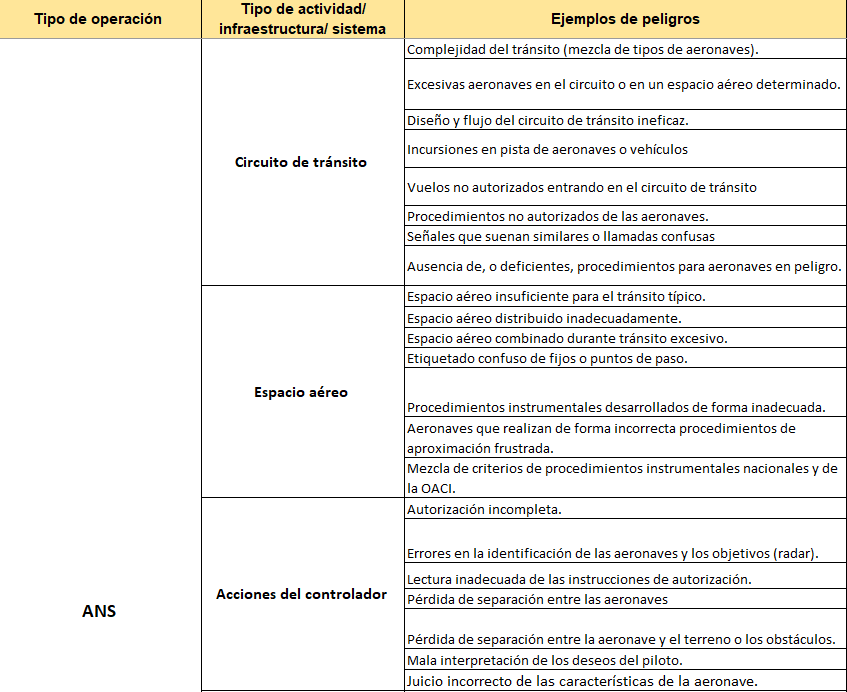 Tipo de operación
Tipo de actividad/
infraestructura/ sistema
Ejemplos de peligros
ANS
Circuito de tránsito
Complejidad del tránsito (mezcla de tipos de aeronaves).
Excesivas aeronaves en el circuito o en un espacio aéreo determinado.
Diseño y flujo del circuito de tránsito ineficaz.
Incursiones en pista de aeronaves o vehículos
Vuelos no autorizados entrando en el circuito de tránsito
Procedimientos no autorizados de las aeronaves.
Señales que suenan similares o llamadas confusas
Ausencia de, o deficientes, procedimientos para aeronaves en peligro.
Espacio aéreo
Espacio aéreo insuficiente para el tránsito típico.
Espacio aéreo distribuido inadecuadamente.
Espacio aéreo combinado durante tránsito excesivo.
Etiquetado confuso de fijos o puntos de paso.
Procedimientos instrumentales desarrollados de forma inadecuada.
Aeronaves que realizan de forma incorrecta procedimientos de
aproximación frustrada.
Mezcla de criterios de procedimientos instrumentales nacionales y de
la OACI.
Acciones del controlador
Autorización incompleta.
Errores en la identificación de las aeronaves y los objetivos (radar).
Lectura inadecuada de las instrucciones de autorización.
Pérdida de separación entre las aeronaves
Pérdida de separación entre la aeronave y el terreno o los obstáculos.
Mala interpretación de los deseos del piloto.
Juicio incorrecto de las características de la aeronave.